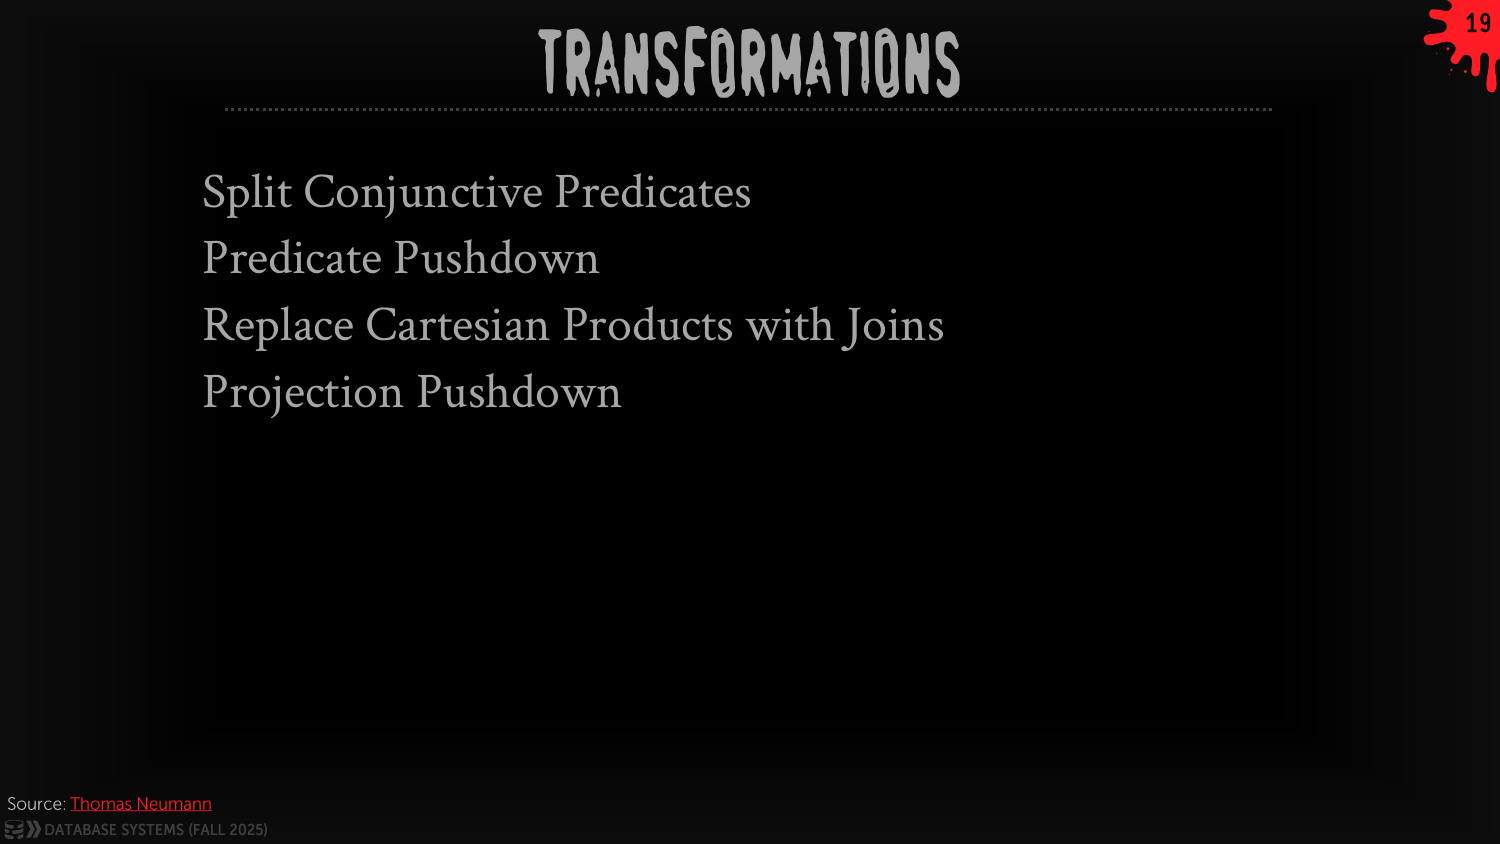 TRANSFORMATIONS
19
Split Conjunctive Predicates
Predicate Pushdown
Replace Cartesian Products with Joins
Projection Pushdown
Source: Thomas Neumann
DATABASE SYSTEMS (FALL 2025)